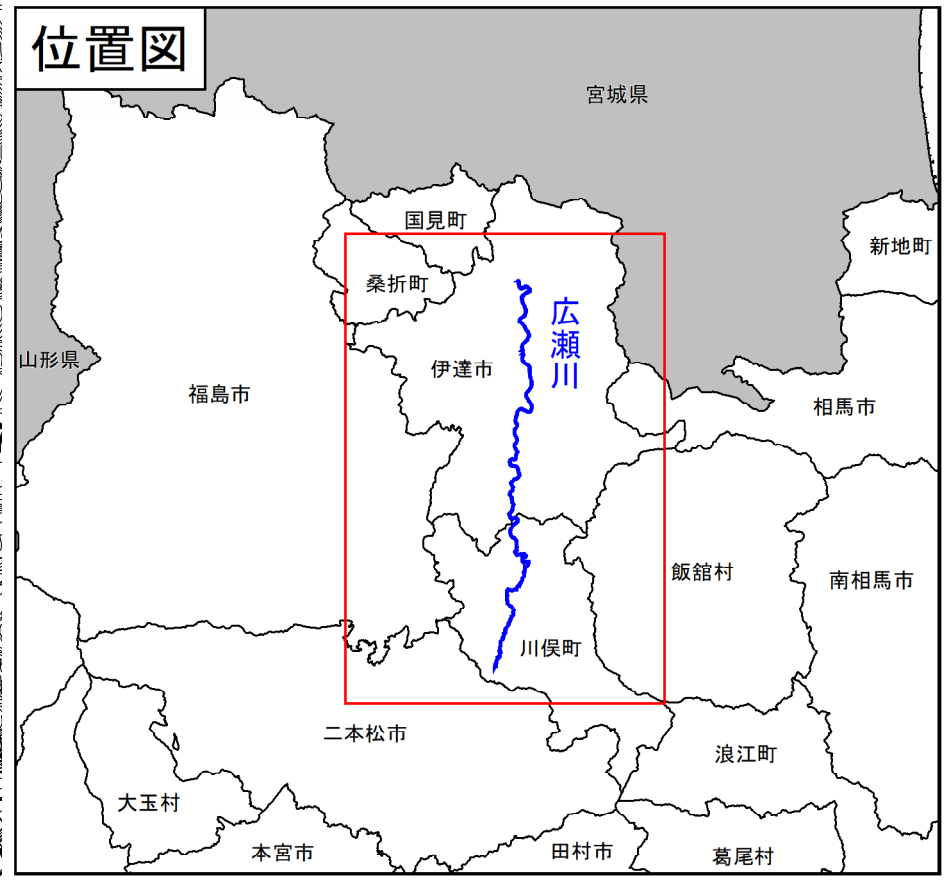 位置図
宮城県
国見町
新地町
桑折町
広瀬川
山形県
伊達市
福島市
相馬市
飯舘村
南相馬市
川俣町
二本松市
浪江町
大玉村
本宮市
田村市
葛尾村